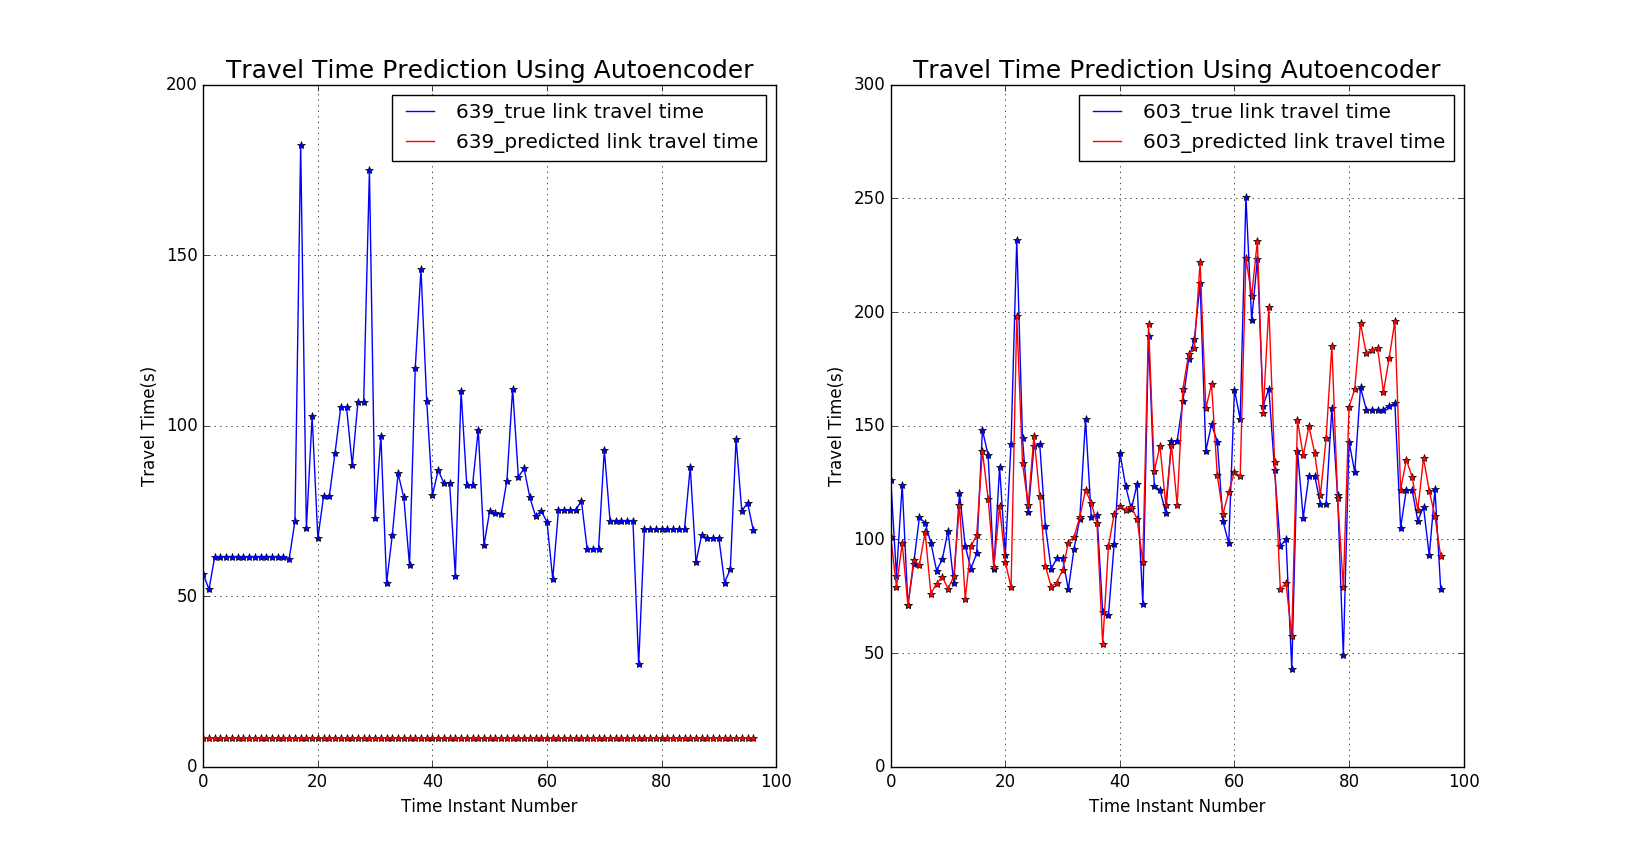 Travel Time Prediction Using Autoencoder
200
150
100
50
0
0 20 40 60 80 100
Travel Time(s)
Time Instant Number
639_true link travel time
639_predicted link travel time
Travel Time Prediction Using Autoencoder
300
250
200
150
100
50
0
0 20 40 60 80 100
Travel Time(s)
Time Instant Number
603_true link travel time
603_predicted link travel time